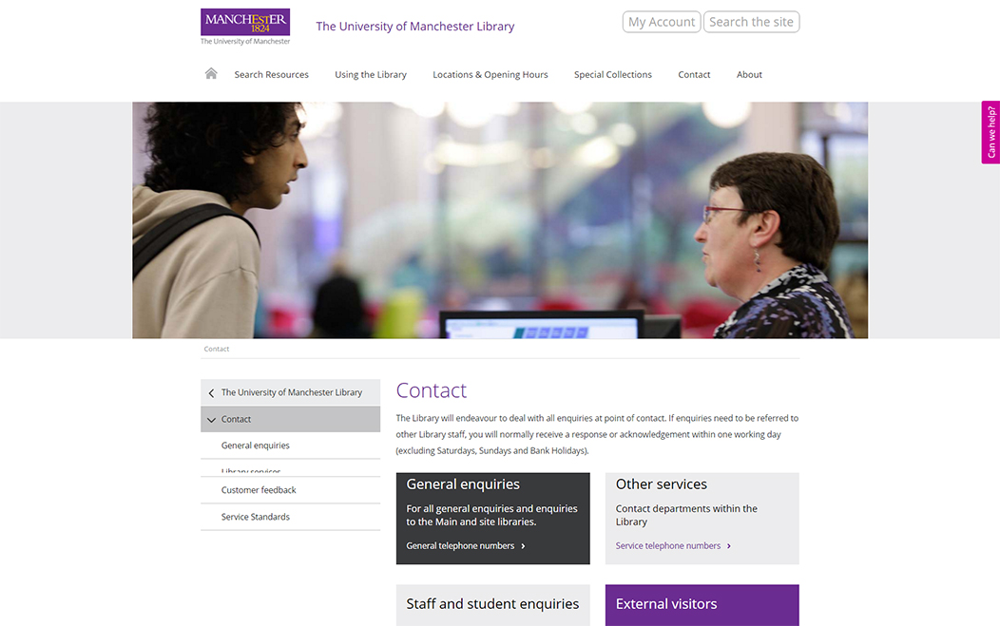 MANCHESTER
1824
The University of Manchester
The University of Manchester Library
My Account
Search the site
Search Resources
Using the Library
Locations & Opening Hours
Special Collections
Contact
About
Can we help?
Contact
The University of Manchester Library
Contact
General enquiries
Library services
Customer feedback
Service Standards
Contact
The Library will endeavour to deal with all enquiries at point of contact. If enquiries need to be referred to
other Library staff, you will normally receive a response or acknowledgement within one working day
(excluding Saturdays, Sundays and Bank Holidays).
General enquiries
For all general enquiries and enquiries
to the Main and site libraries.
General telephone numbers
Other services
Contact departments within the
Library
Service telephone numbers
Staff and student enquiries
External visitors